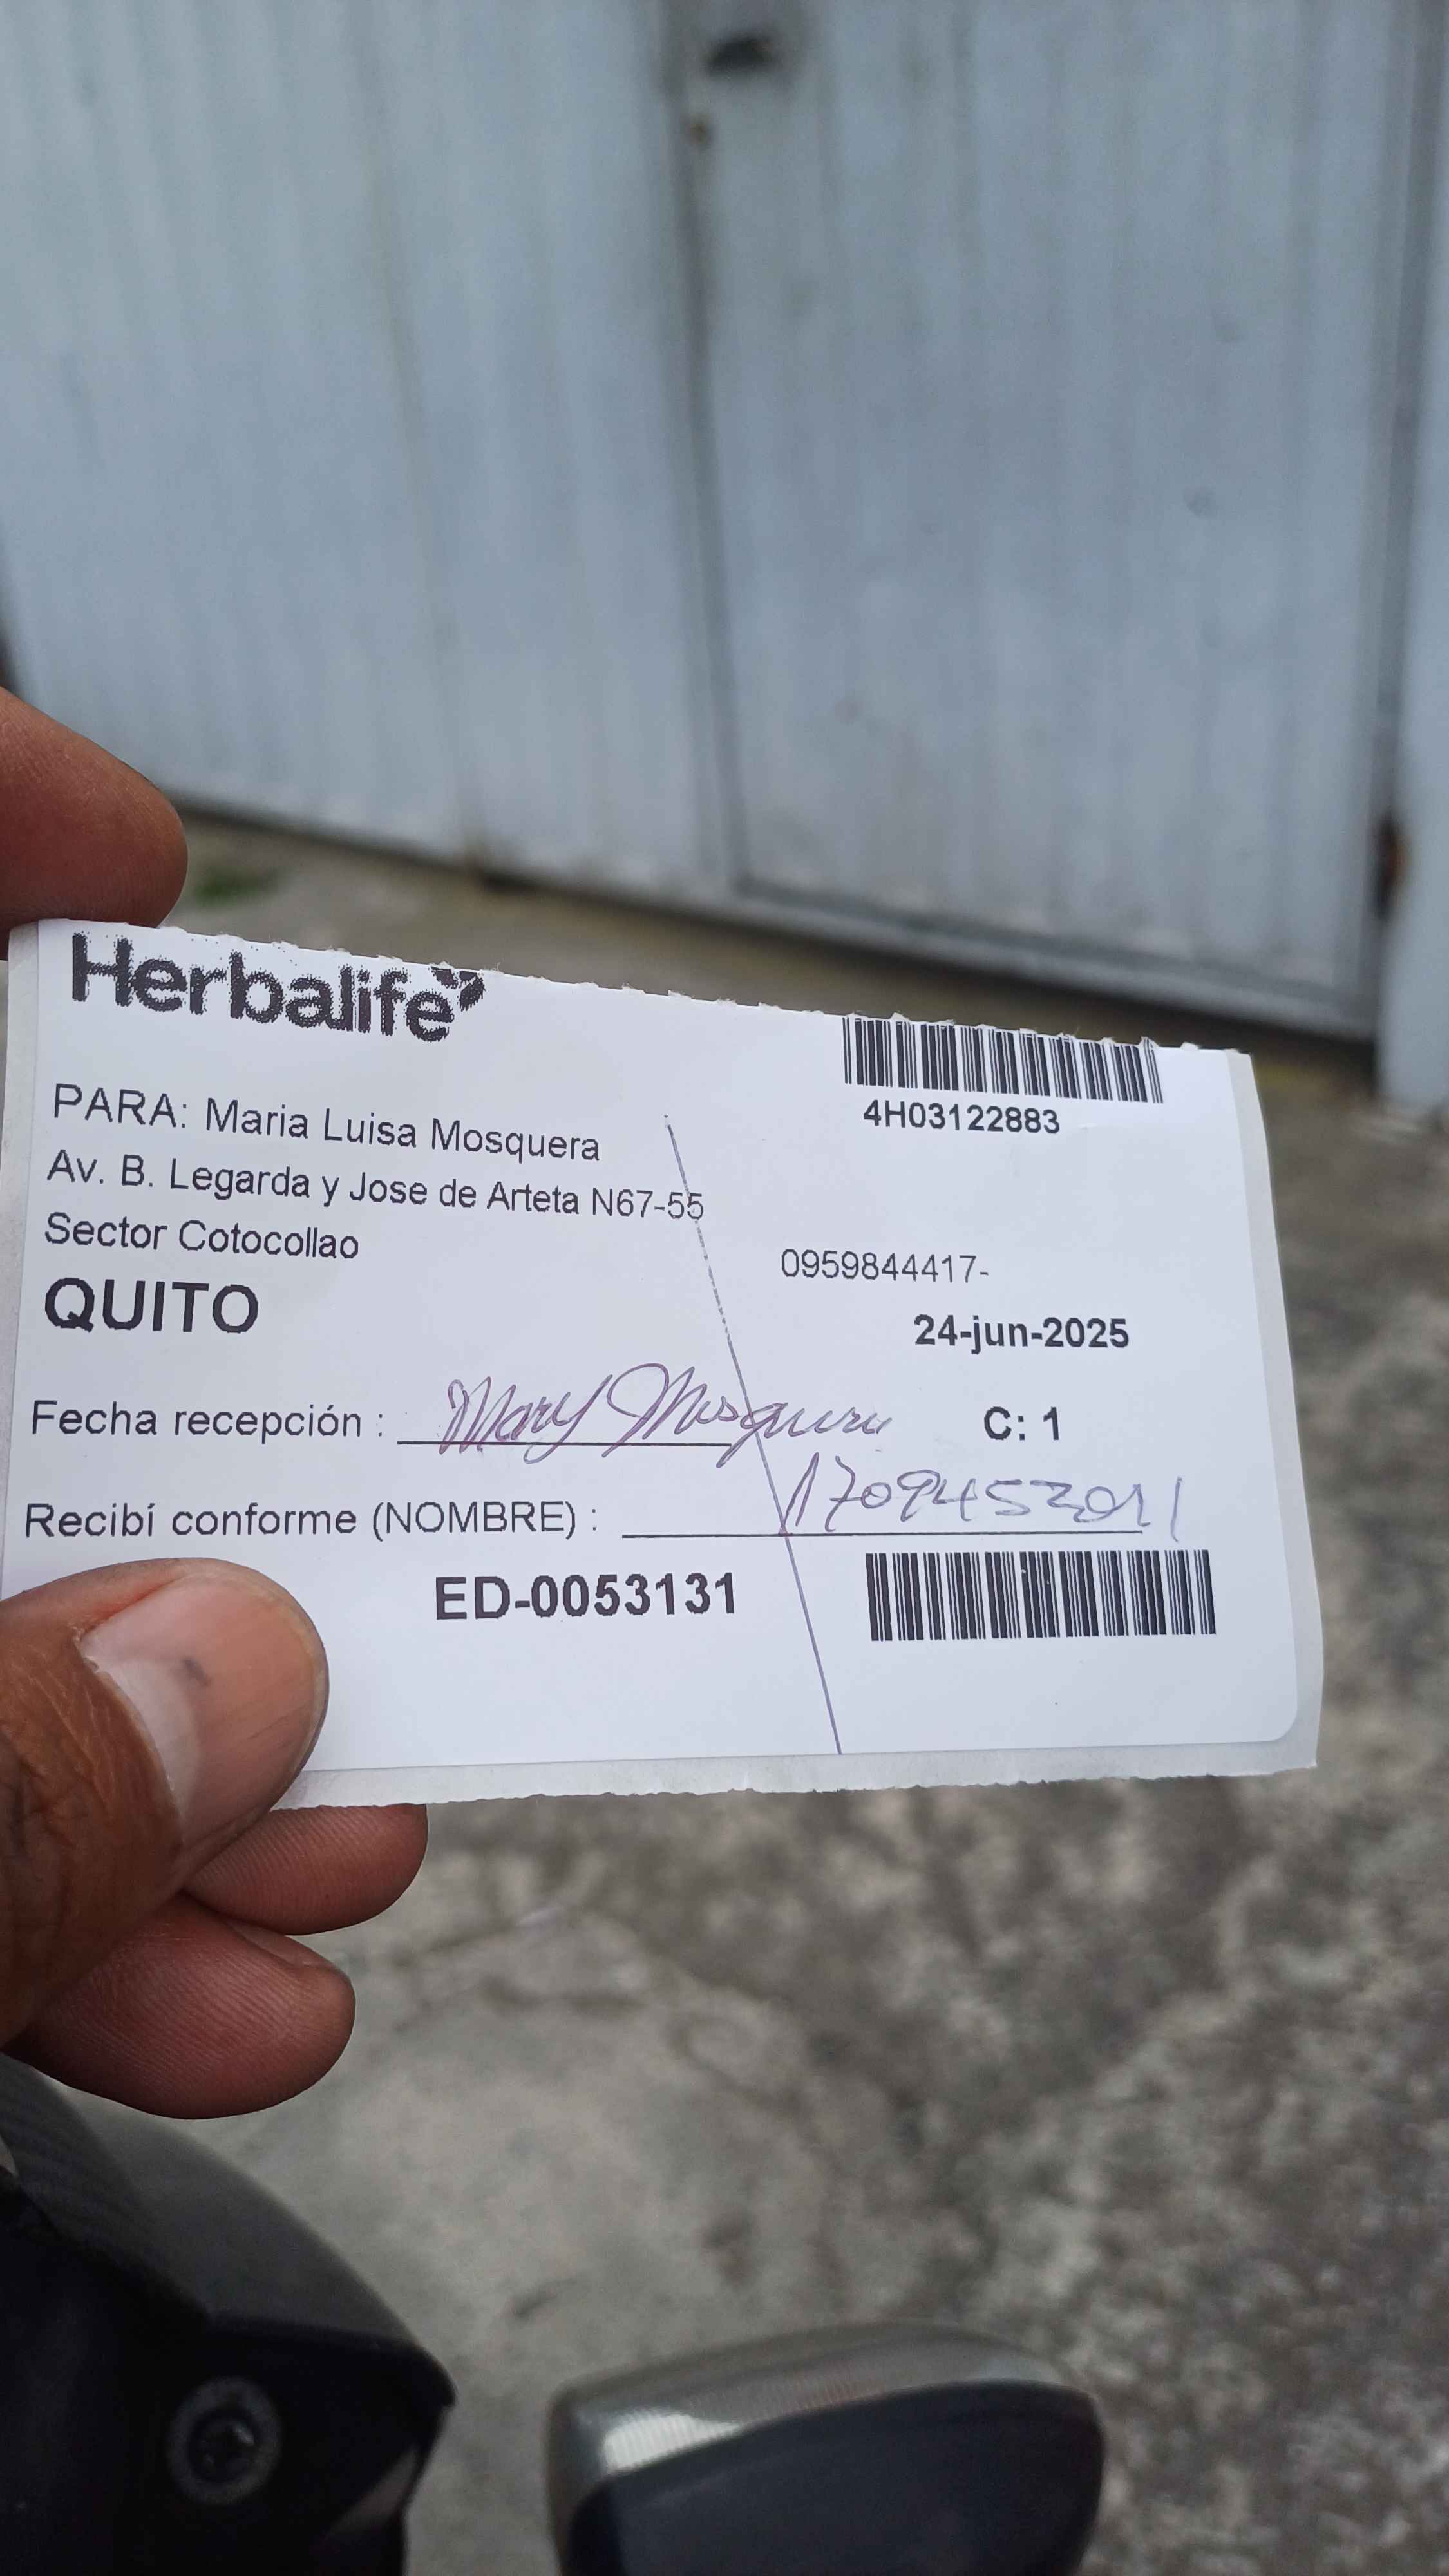 Herbalife
4H03122883
PARA: Maria Luisa Mosquera
Av. B. Legarda y Jose de Arteta N67-55
Sector Cotocollao
0959844417-
QUITO
24-jun-2025
Fecha recepción : Mary Mosquera
C: 1
Recibí conforme (NOMBRE) : 1709453011
ED-0053131